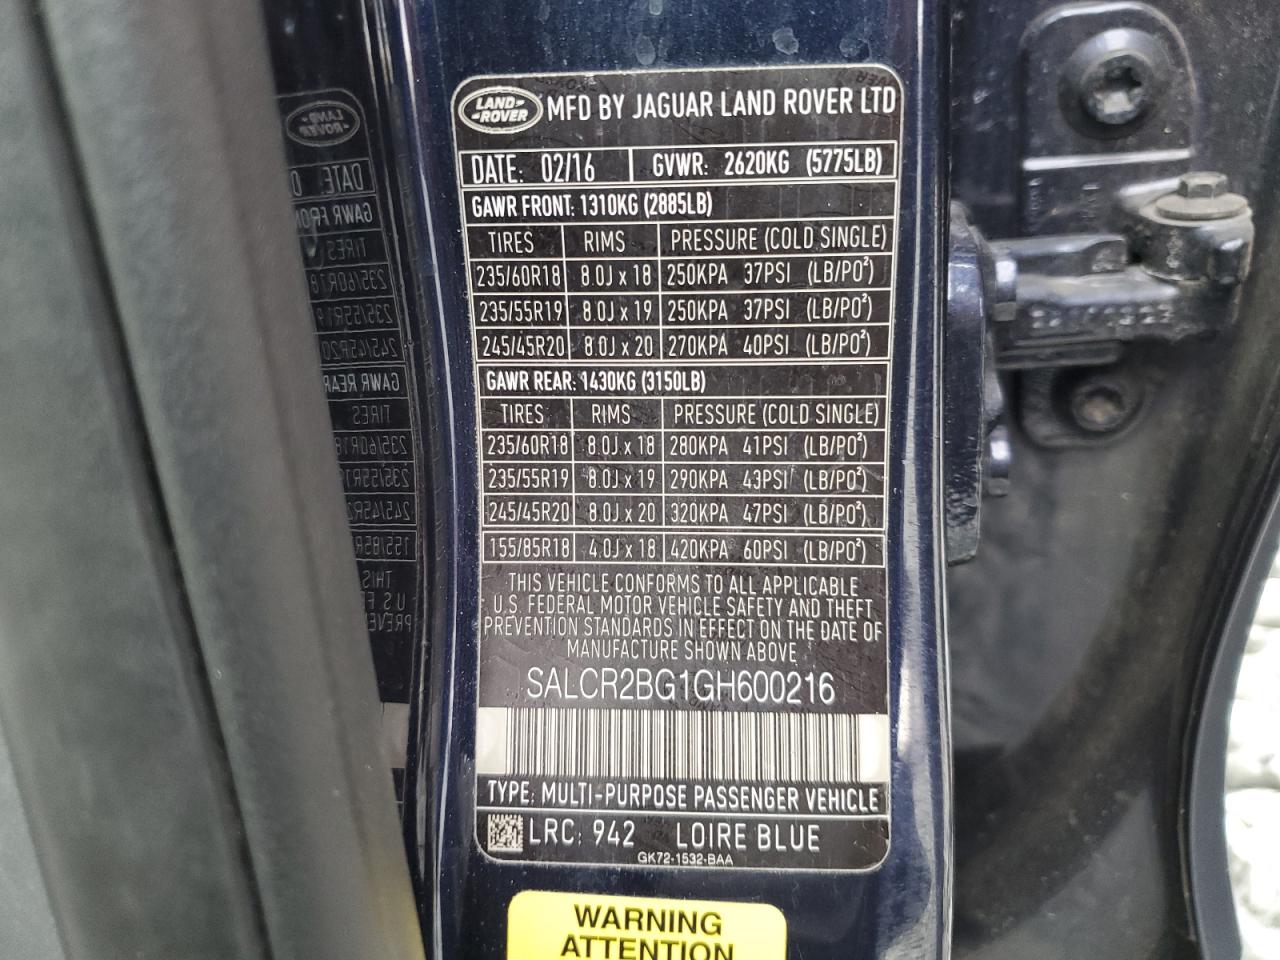 LAND-ROVER MFD BY JAGUAR LAND ROVER LTD
DATE: 02/16 GVWR: 2620KG (5775LB)
GAWR FRONT: 1310KG (2885LB)
TIRES RIMS PRESSURE (COLD SINGLE)
235/60R18 8.0J x 18 250KPA 37PSI (LB/PO²)
235/55R19 8.0J x 19 250KPA 37PSI (LB/PO²)
245/45R20 8.0J x 20 270KPA 40PSI (LB/PO²)
GAWR REAR: 1430KG (3150LB)
TIRES RIMS PRESSURE (COLD SINGLE)
235/60R18 8.0J x 18 280KPA 41PSI (LB/PO²)
235/55R19 8.0J x 19 290KPA 43PSI (LB/PO²)
245/45R20 8.0J x 20 320KPA 47PSI (LB/PO²)
155/85R18 4.0J x 18 420KPA 60PSI (LB/PO²)
THIS VEHICLE CONFORMS TO ALL APPLICABLE
U.S. FEDERAL MOTOR VEHICLE SAFETY AND THEFT
PREVENTION STANDARDS IN EFFECT ON THE DATE OF
MANUFACTURE SHOWN ABOVE
SALCR2BG1GH600216
TYPE: MULTI-PURPOSE PASSENGER VEHICLE
LRC: 942 LOIRE BLUE
GK72-1532-BAA
WARNING
ATTENTION